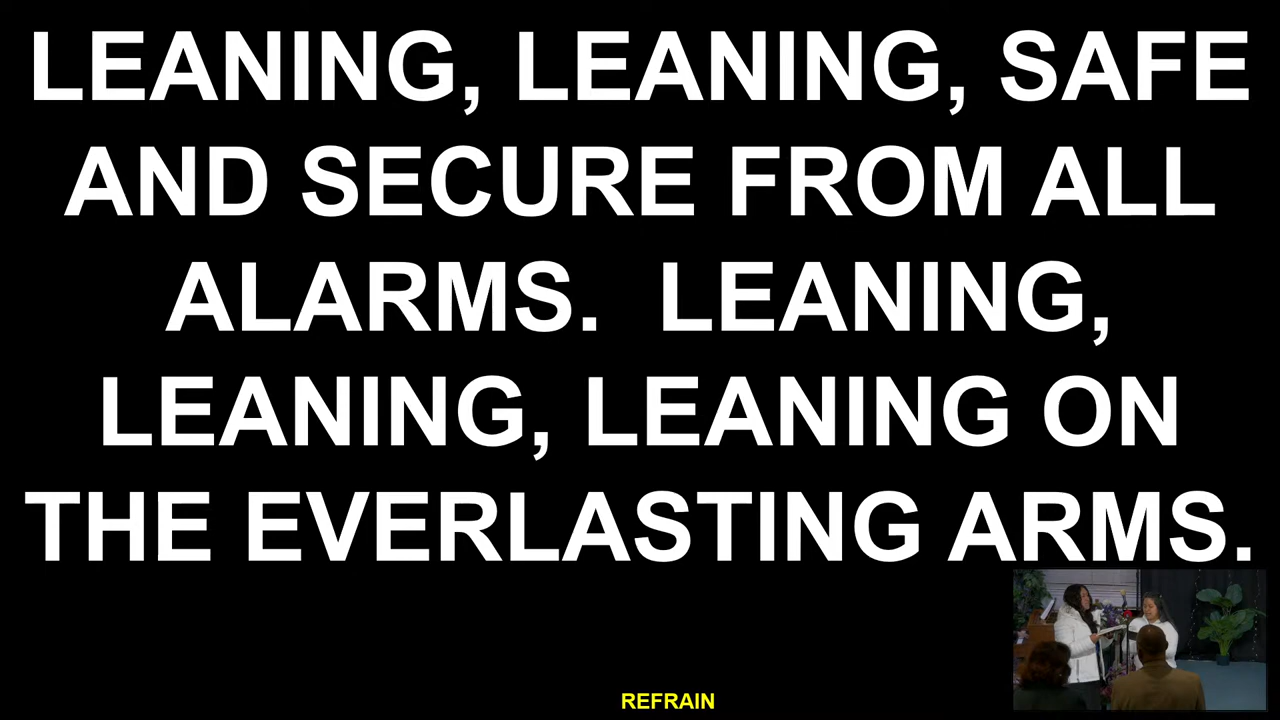 LEANING, LEANING, SAFE
AND SECURE FROM ALL
ALARMS.  LEANING,
LEANING, LEANING ON
THE EVERLASTING ARMS.
REFRAIN